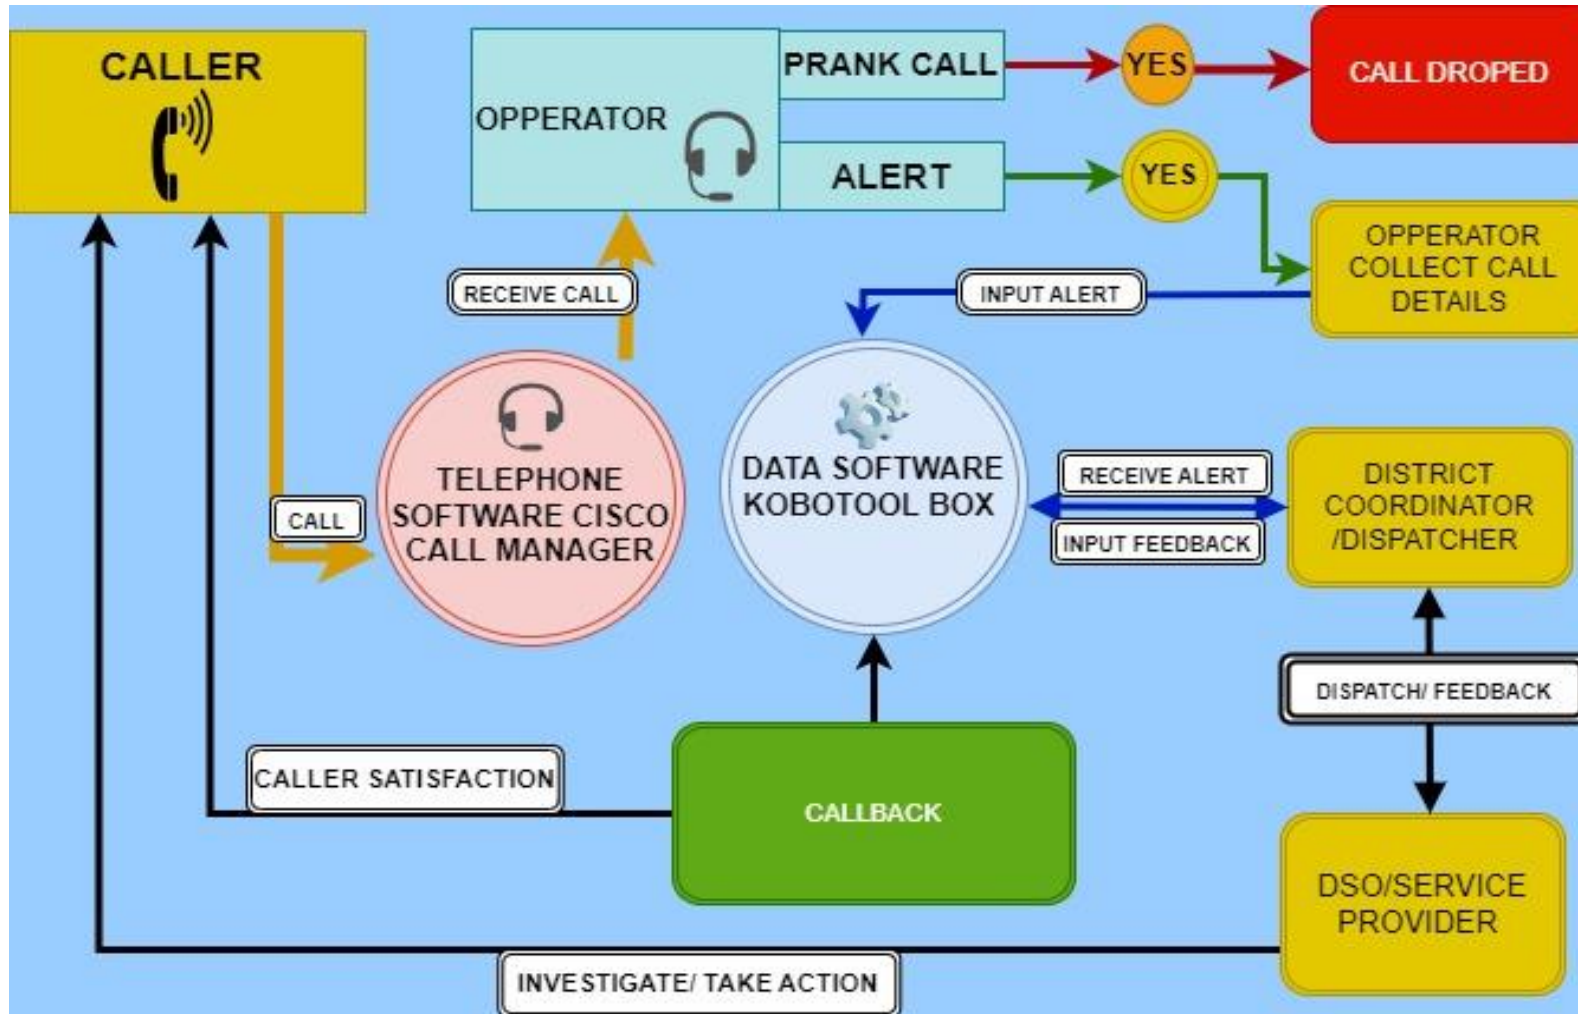 CALLER
OPPERATOR
PRANK CALL
YES
CALL DROPED
ALERT
YES
OPPERATOR
COLLECT CALL
DETAILS
RECEIVE CALL
INPUT ALERT
TELEPHONE
SOFTWARE CISCO
CALL MANAGER
CALL
DATA SOFTWARE
KOBOTOOL BOX
RECEIVE ALERT
INPUT FEEDBACK
DISTRICT
COORDINATOR
/DISPATCHER
DISPATCH/ FEEDBACK
CALLER SATISFACTION
CALLBACK
DSO/SERVICE
PROVIDER
INVESTIGATE/ TAKE ACTION